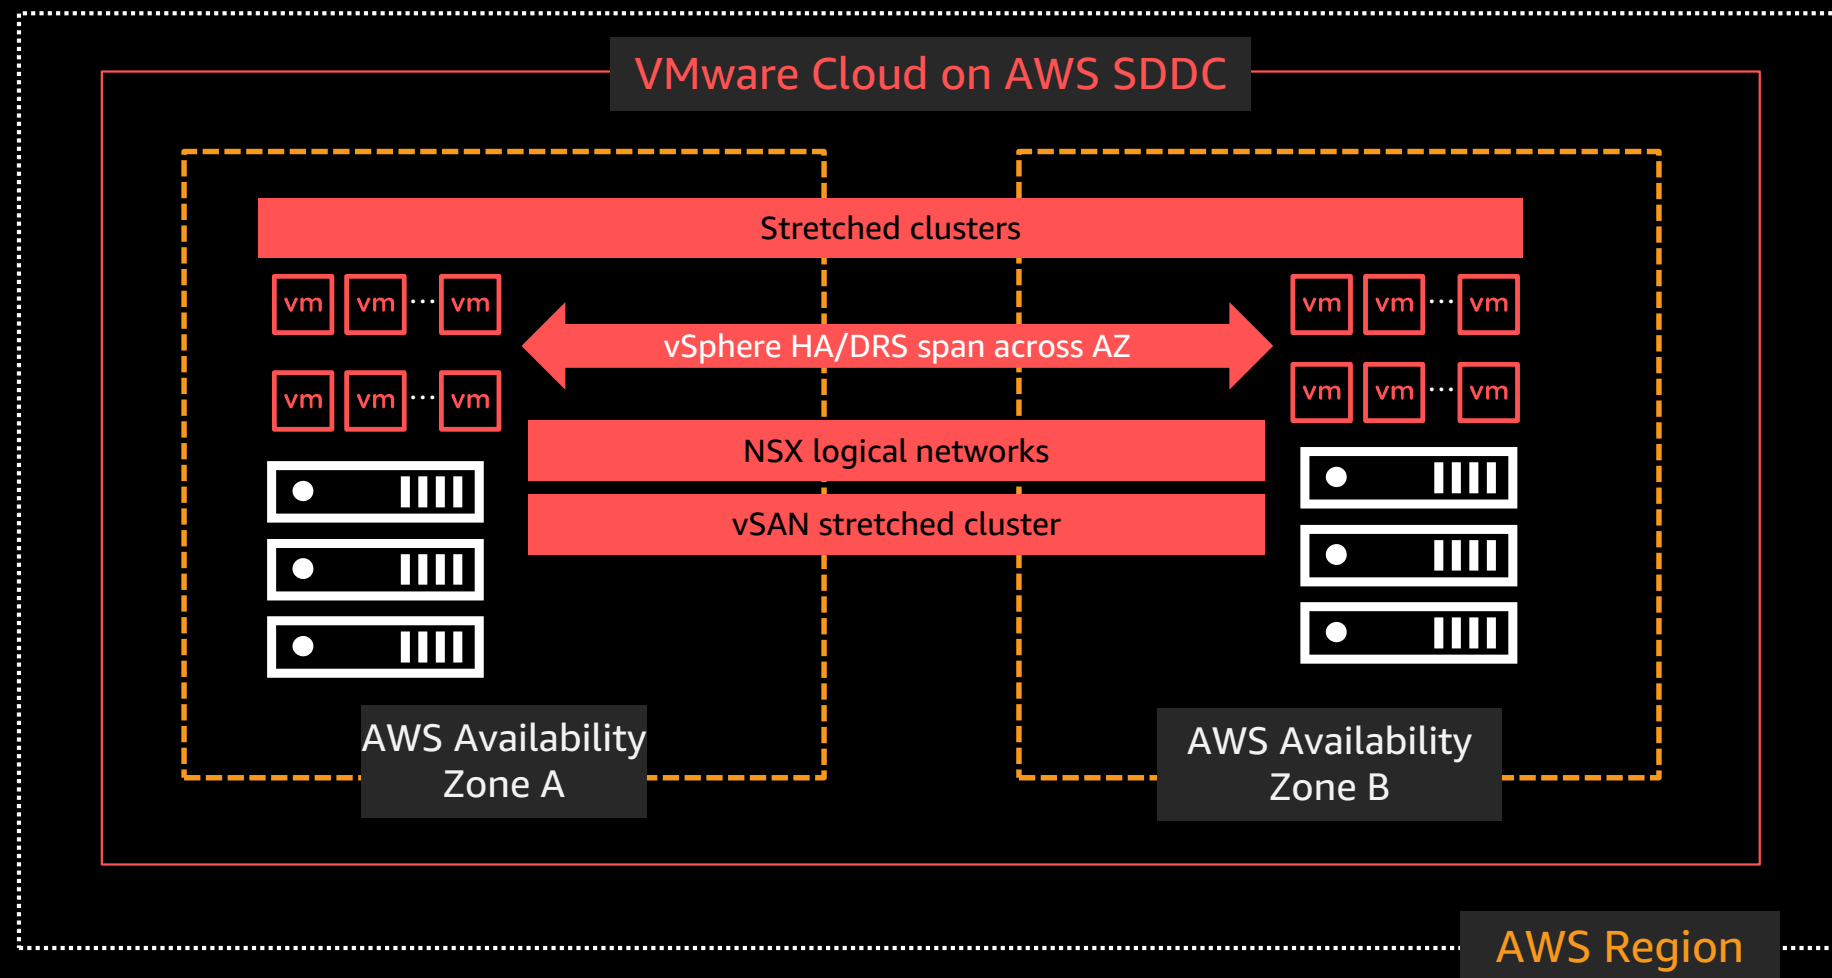 VMware Cloud on AWS SDDC
Stretched clusters
vm vm ... vm
vm vm ... vm
vSphere HA/DRS span across AZ
vm vm ... vm
vm vm ... vm
NSX logical networks
vSAN stretched cluster
AWS Availability
Zone A
AWS Availability
Zone B
AWS Region